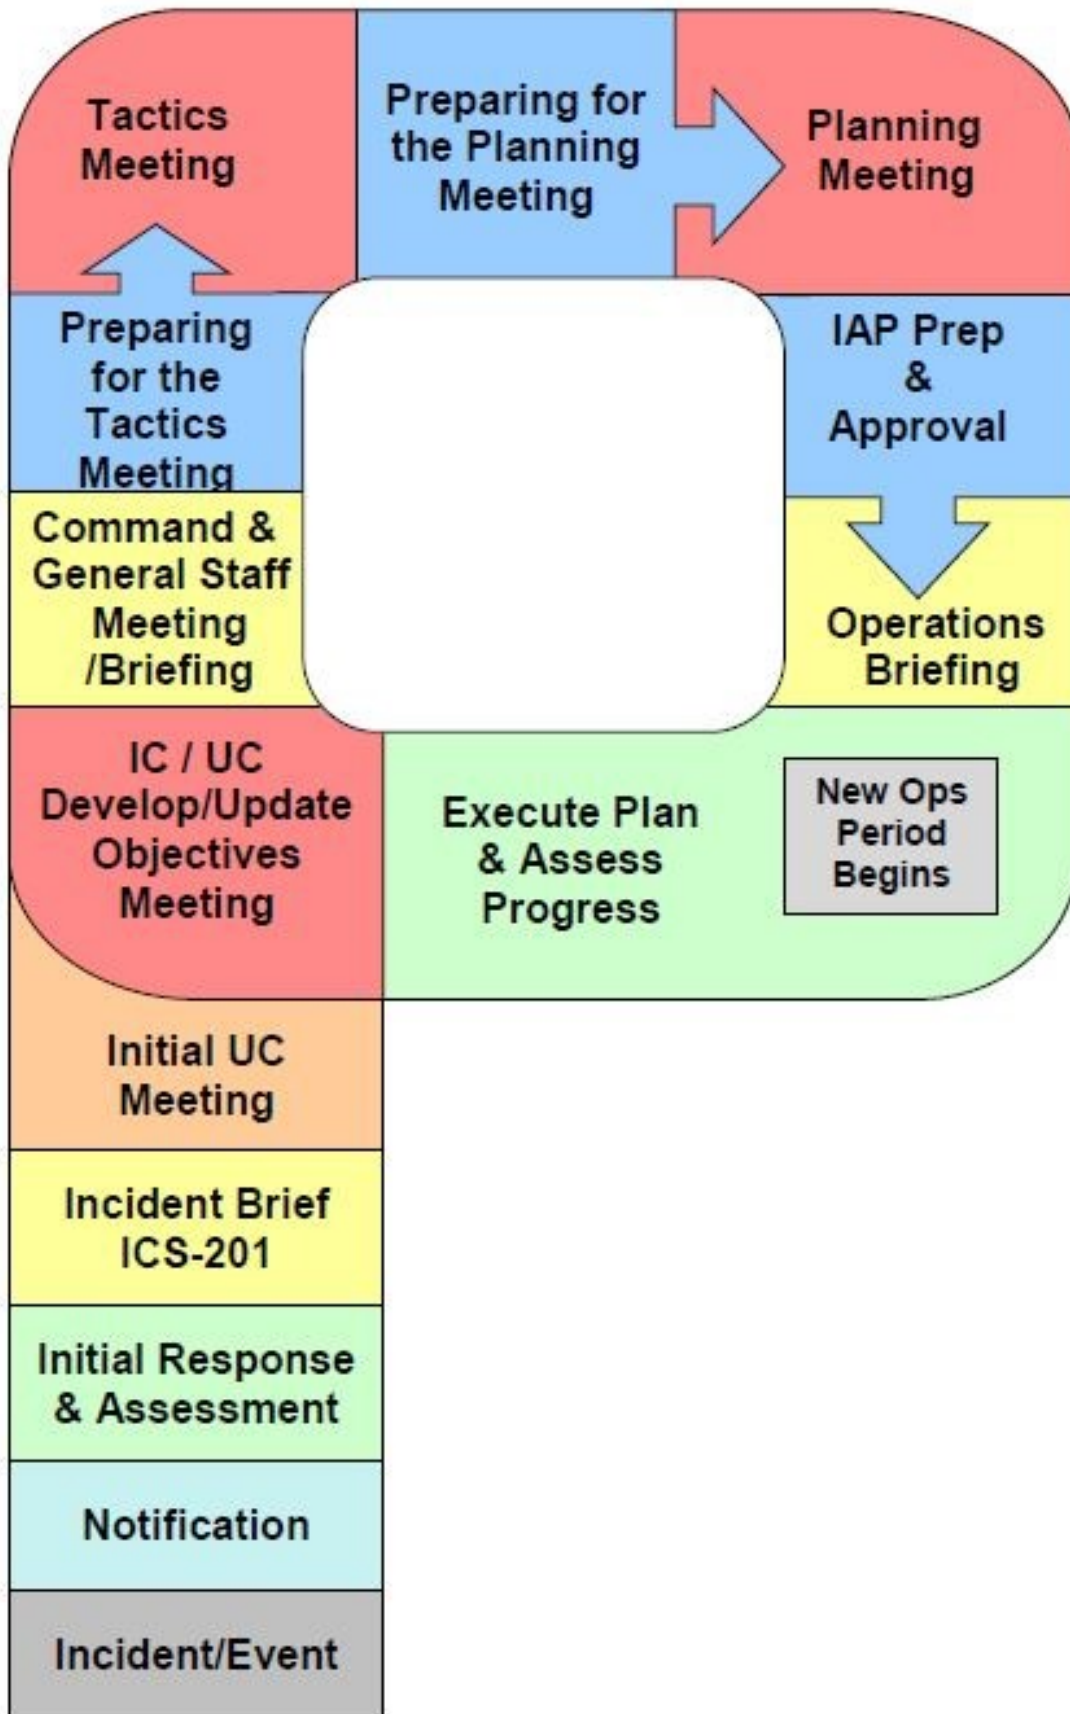 Tactics
Meeting
Preparing for
the Planning
Meeting
Planning
Meeting
Preparing
for the
Tactics
Meeting
IAP Prep
&
Approval
Command &
General Staff
Meeting
/Briefing
Operations
Briefing
IC / UC
Develop/Update
Objectives
Meeting
Execute Plan
& Assess
Progress
New Ops
Period
Begins
Initial UC
Meeting
Incident Brief
ICS-201
Initial Response
& Assessment
Notification
Incident/Event